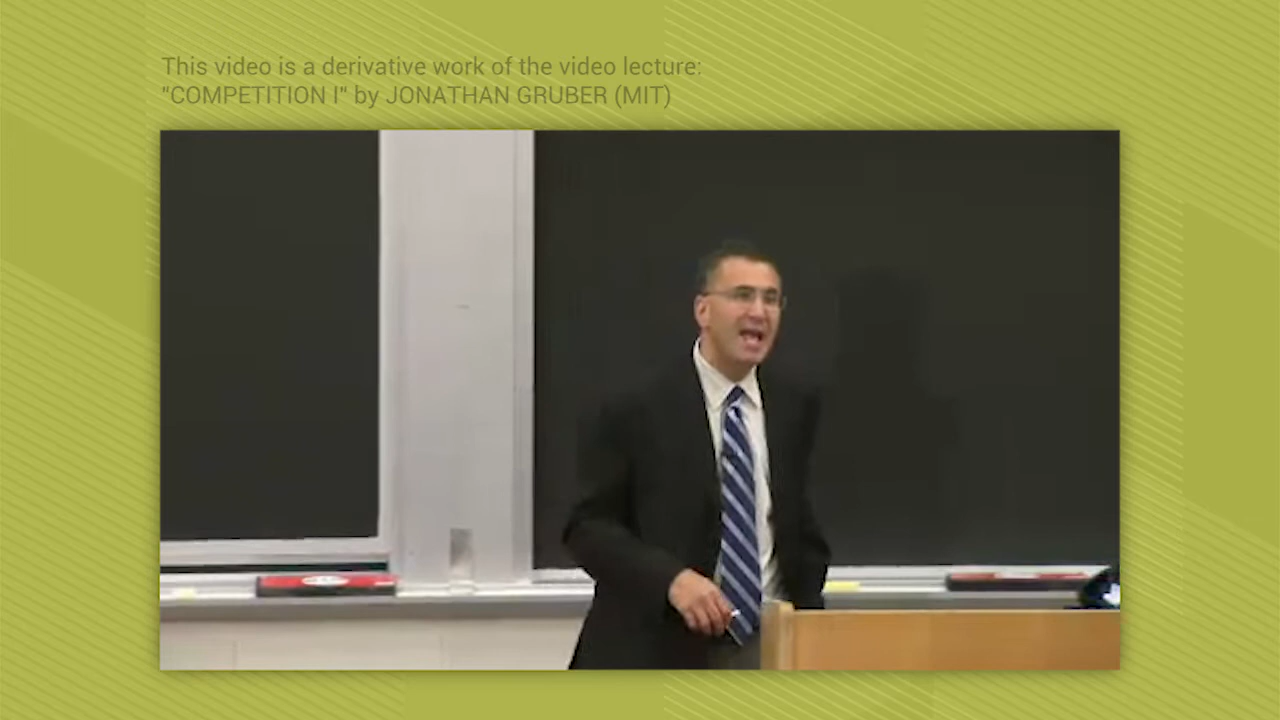 This video is a derivative work of the video lecture:
"COMPETITION I" by JONATHAN GRUBER (MIT)